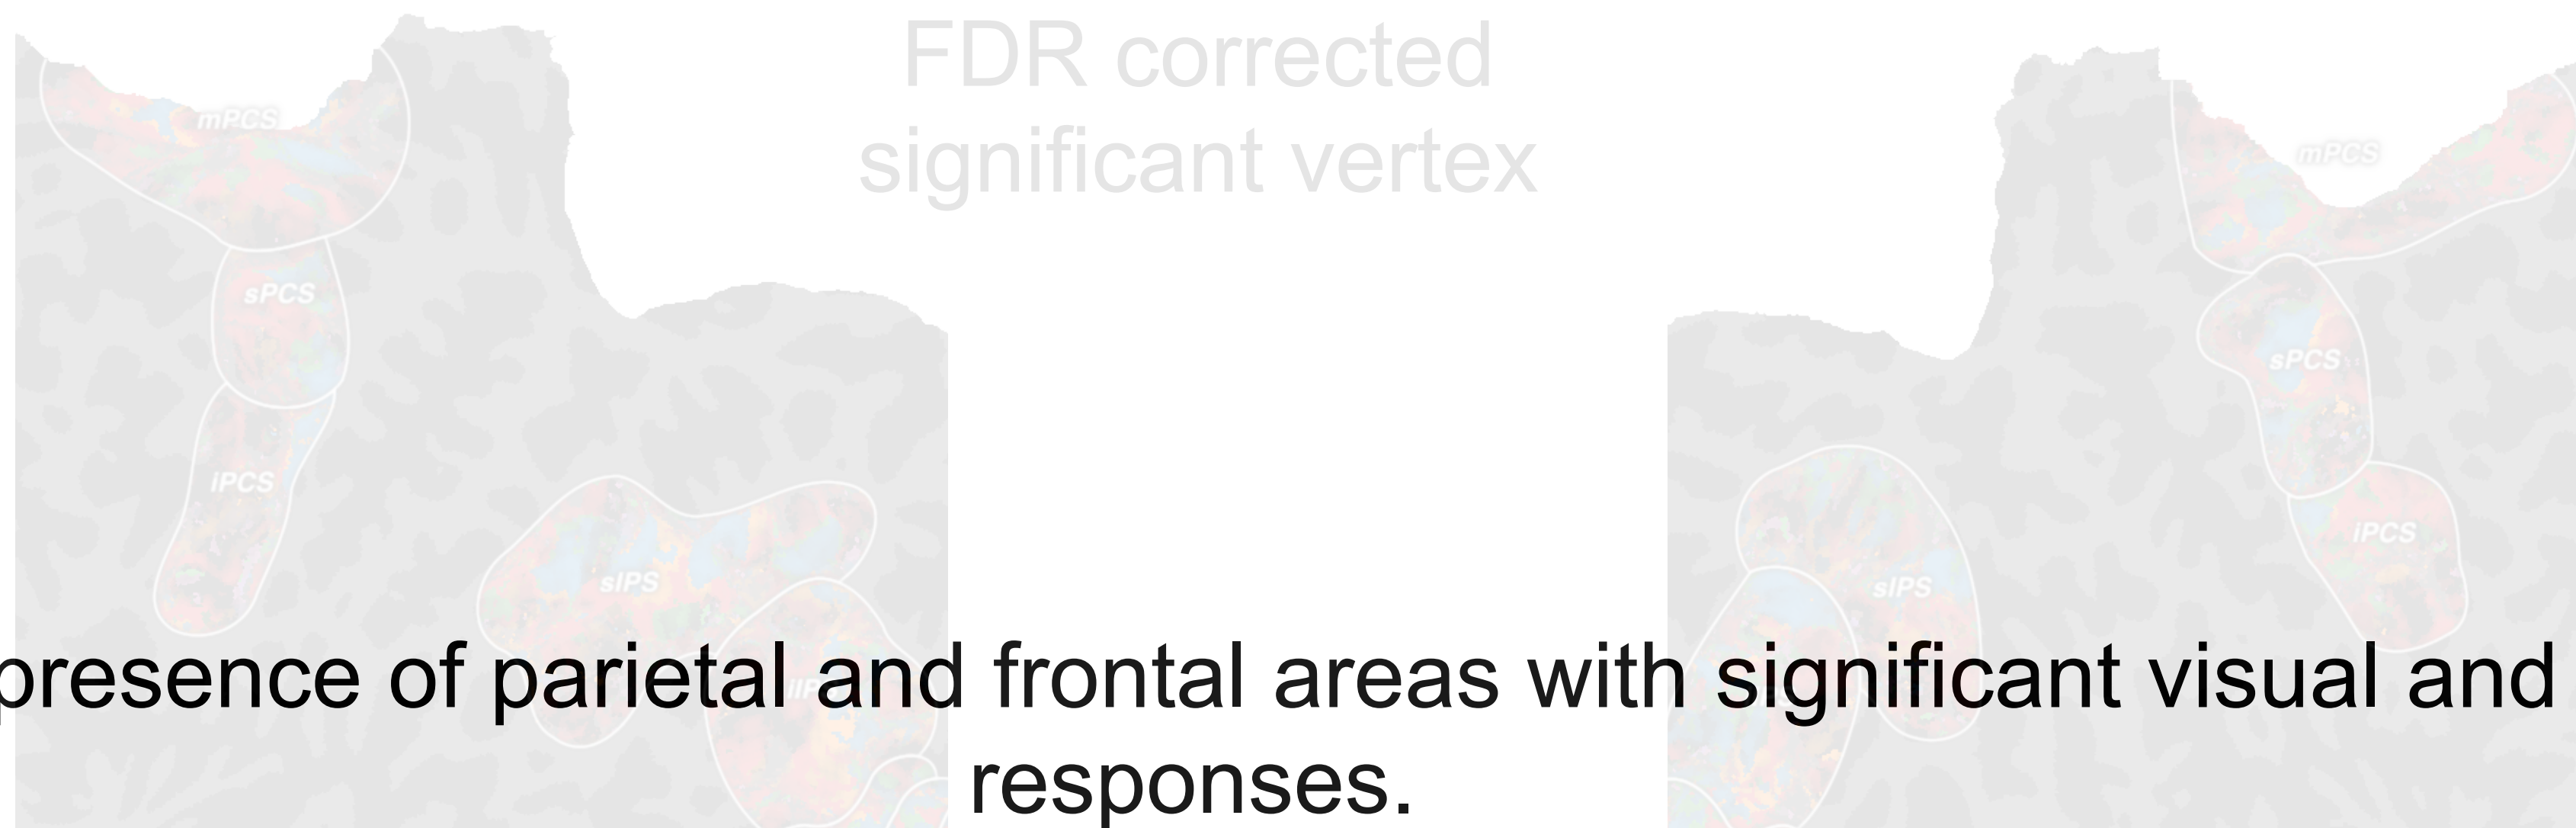 FDR corrected
significant vertex
mPCS
mPCS
sPCS
sPCS
iPCS
iPCS
sIPS
sIPS
presence of parietal and frontal areas with significant visual and
responses.